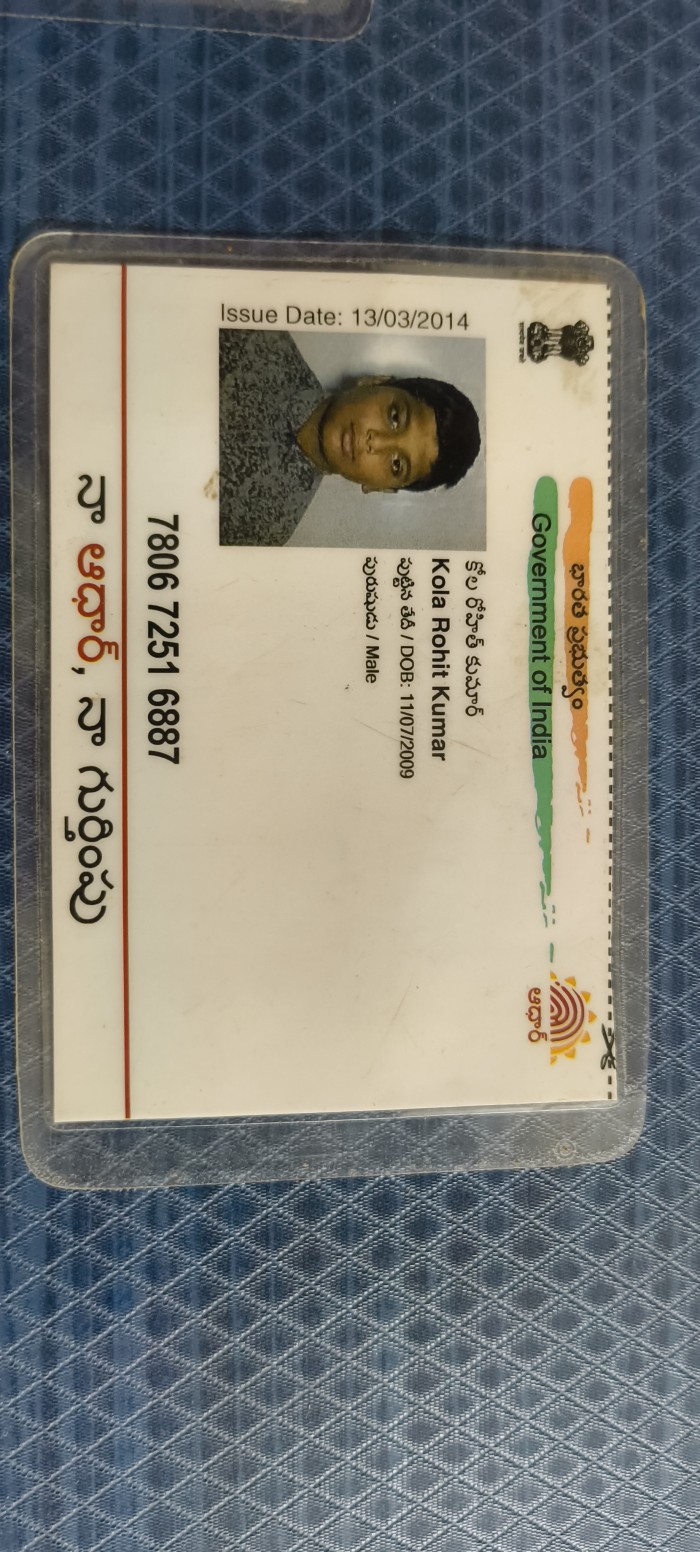 భారత ప్రభుత్వం
Government of India
ఆధార్
Issue Date: 13/03/2014
కోల రోహిత్ కుమార్
Kola Rohit Kumar
పుట్టిన తేదీ / DOB: 11/07/2009
పురుషుడు / Male
7806 7251 6887
నా ఆధార్, నా గుర్తింపు